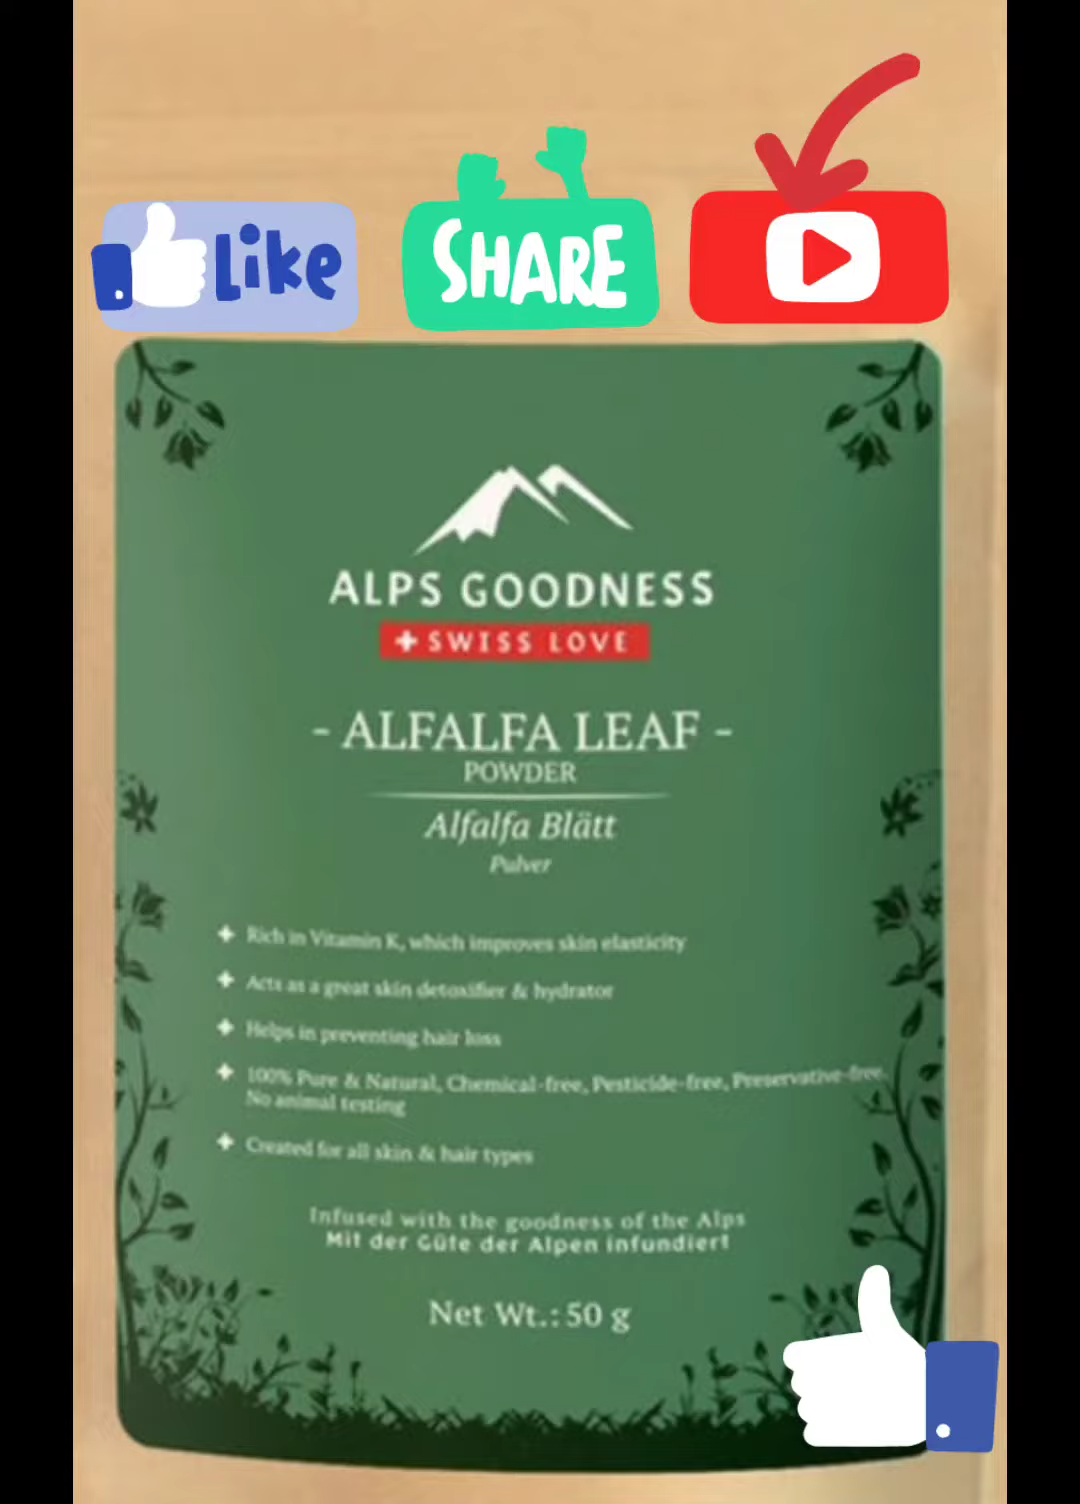 Like
SHARE
ALPS GOODNESS
SWISS LOVE
- ALFALFA LEAF -
POWDER
Alfalfa Blätt
Pulver
Rich in Vitamin K, which improves skin elasticity
Acts as a great skin detoxifier & hydrator
Helps in preventing hair loss
100% Pure & Natural, Chemical-free, Pesticide-free, Preservative-free,
No animal testing
Created for all skin & hair types
Infused with the goodness of the Alps
Mit der Güte der Alpen infundiert
Net Wt.: 50 g